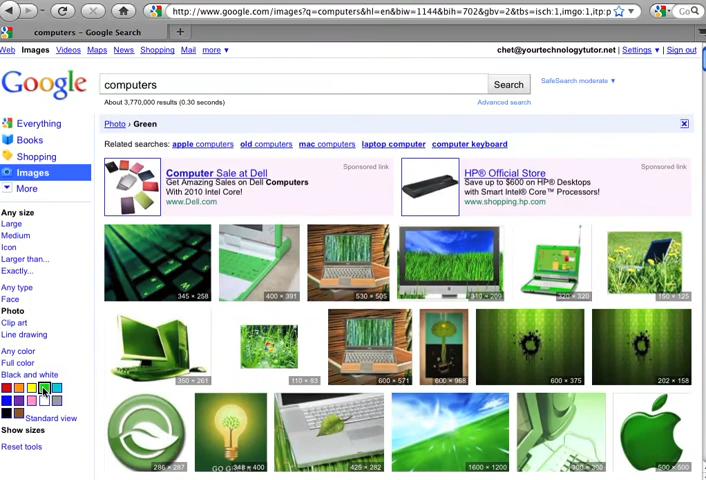 http://www.google.com/images?q=computers&hl=en&biw=1144&bih=702&gbv=2&tbs=isch:1,imgo:1,itp:p
Go
computers - Google Search
Web Images Videos Maps News Shopping Mail more ▼
chet@yourtechnologytutor.net | Settings ▼ | Sign out
Google
computers
Search
SafeSearch moderate ▼
About 3,770,000 results (0.30 seconds)
Advanced search
Everything
Books
Shopping
Images
More
Photo › Green
Related searches: apple computers old computers mac computers laptop computer computer keyboard
Computer Sale at Dell
Sponsored link
Get Amazing Sales on Dell Computers
With 2010 Intel Core!
www.Dell.com
HP® Official Store
Sponsored link
Save up to $600 on HP® Desktops
with Smart Intel® Core™ Processors!
www.shopping.hp.com
Any size
Large
Medium
Icon
Larger than...
Exactly...
Any type
Face
Photo
Clip art
Line drawing
Any color
Full color
Black and white
Standard view
Show sizes
Reset tools
345 × 258
400 × 391
530 × 505
310 × 209
320 × 320
150 × 125
350 × 261
110 × 83
600 × 571
600 × 968
600 × 375
202 × 158
286 × 287
348 × 400
425 × 282
1600 × 1200
300 × 300
500 × 500